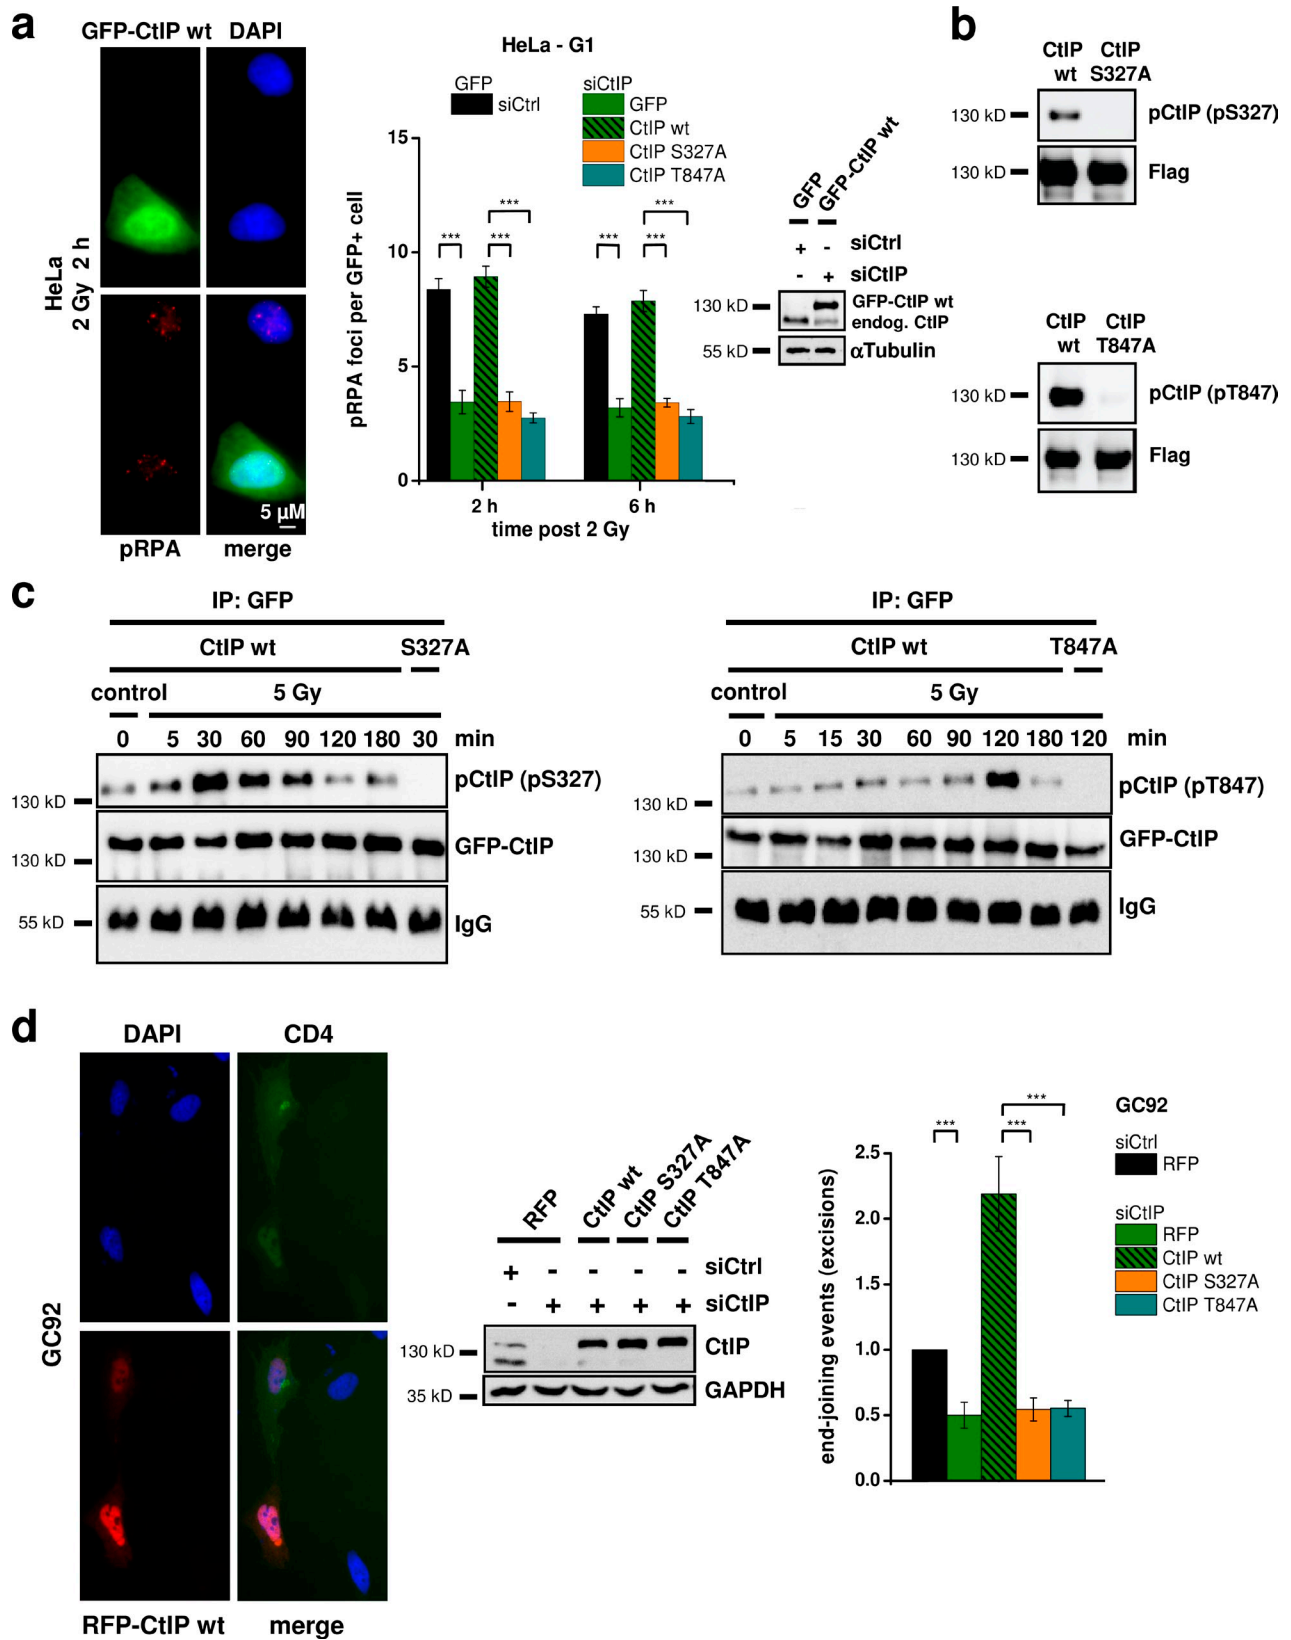 a
GFP-CtIP wt DAPI
HeLa
2 Gy 2 h
5 µM
pRPA merge
HeLa - G1
GFP
siCtrl
siCtIP
GFP
CtIP wt
CtIP S327A
CtIP T847A
pRPA foci per GFP+ cell
15
10
5
0
*** *** ***
*** *** ***
2 h 6 h
time post 2 Gy
GFP GFP-CtIP wt
+ - siCtrl
- + siCtIP
130 kD GFP-CtIP wt
endog. CtIP
55 kD αTubulin
b
CtIP wt CtIP S327A
130 kD pCtIP (pS327)
130 kD Flag
CtIP wt CtIP T847A
130 kD pCtIP (pT847)
130 kD Flag
c
IP: GFP
CtIP wt S327A
control 5 Gy
0 5 30 60 90 120 180 30 min
130 kD pCtIP (pS327)
130 kD GFP-CtIP
55 kD IgG
IP: GFP
CtIP wt T847A
control 5 Gy
0 5 15 30 60 90 120 180 120 min
130 kD pCtIP (pT847)
130 kD GFP-CtIP
55 kD IgG
d
DAPI CD4
GC92
RFP-CtIP wt merge
RFP CtIP wt CtIP S327A CtIP T847A
+ - - - - siCtrl
- + + + + siCtIP
130 kD CtIP
35 kD GAPDH
end-joining events (excisions)
2.5
2.0
1.5
1.0
0.5
0.0
*** *** ***
GC92
siCtrl
RFP
siCtIP
RFP
CtIP wt
CtIP S327A
CtIP T847A